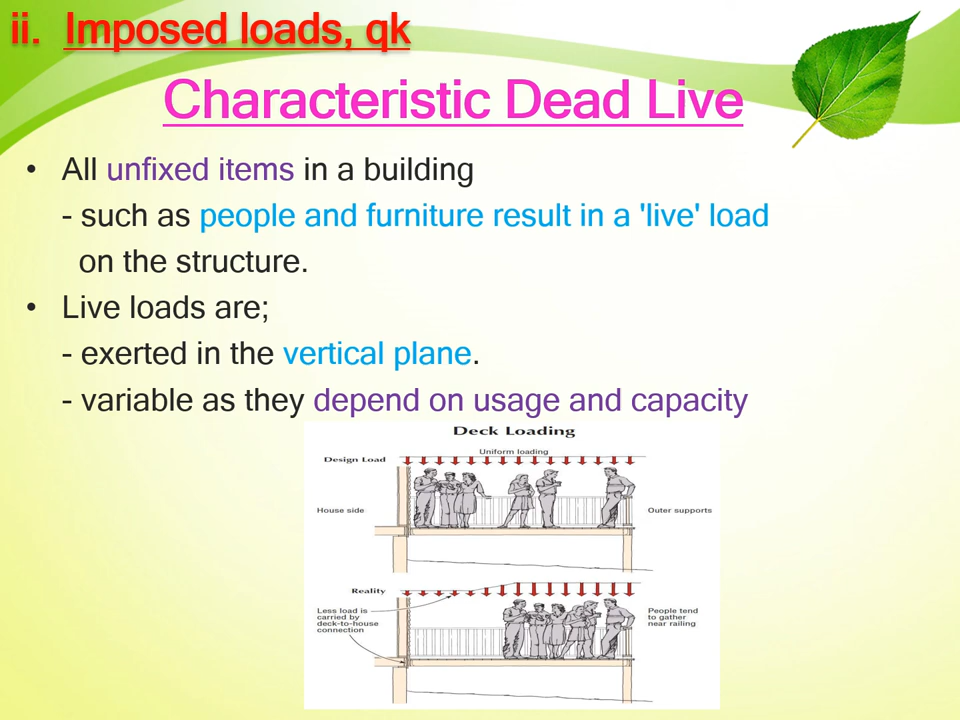 ii. Imposed loads, qk
Characteristic Dead Live
• All unfixed items in a building
- such as people and furniture result in a 'live' load
on the structure.
• Live loads are;
- exerted in the vertical plane.
- variable as they depend on usage and capacity
Deck Loading
Uniform loading
Design Load
House side
Outer supports
Reality
Less load is
carried by
deck-to-house
connection
People tend
to gather
near railing